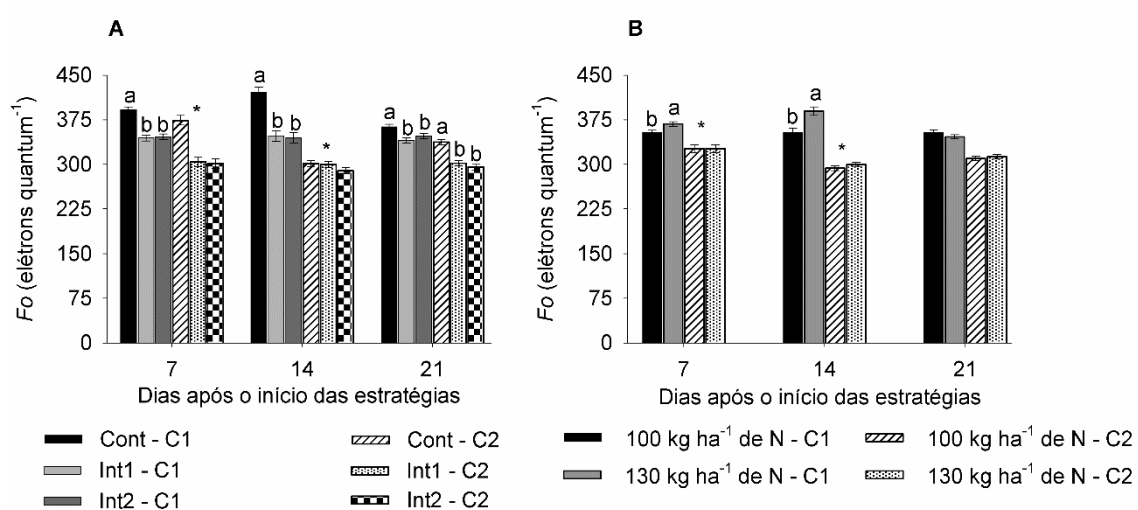 A
Fo (elétrons quantum⁻¹)
450
375
300
225
150
75
0
a
b b
*
a
b b
*
a
b b
a
b b
7 14 21
Dias após o início das estratégias
Cont - C1
Cont - C2
Int1 - C1
Int1 - C2
Int2 - C1
Int2 - C2
B
Fo (elétrons quantum⁻¹)
450
375
300
225
150
75
0
b a
*
b a
*
7 14 21
Dias após o início das estratégias
100 kg ha⁻¹ de N - C1
100 kg ha⁻¹ de N - C2
130 kg ha⁻¹ de N - C1
130 kg ha⁻¹ de N - C2